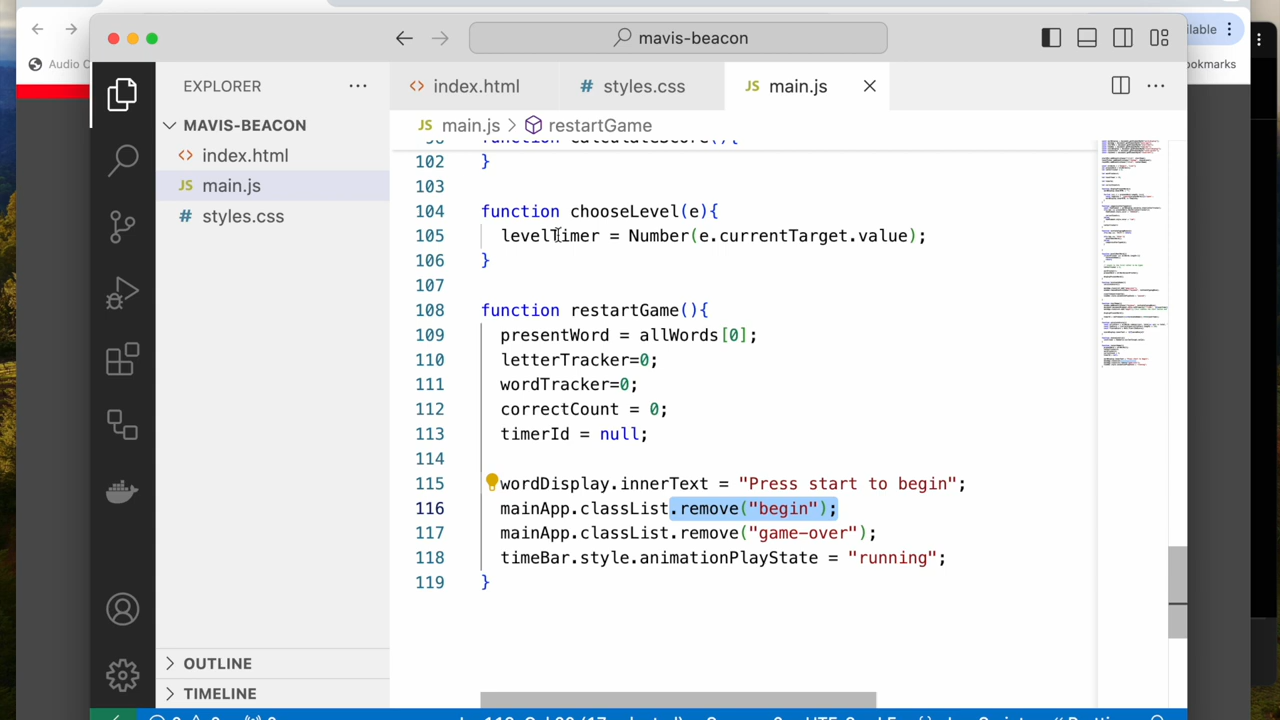 mavis-beacon
ilable
Audio C
okmarks
EXPLORER
MAVIS-BEACON
index.html
main.js
styles.css
OUTLINE
TIMELINE
index.html
styles.css
JS main.js
JS main.js > restartGame
102 }
103
104 function chooseLevel(e){
105 levelTimer = Number(e.currentTarget.value);
106 }
107
108 function restartGame(){
109 presentWord = allWords[0];
110 letterTracker=0;
111 wordTracker=0;
112 correctCount = 0;
113 timerId = null;
114
115 wordDisplay.innerText = "Press start to begin";
116 mainApp.classList.remove("begin");
117 mainApp.classList.remove("game-over");
118 timeBar.style.animationPlayState = "running";
119 }